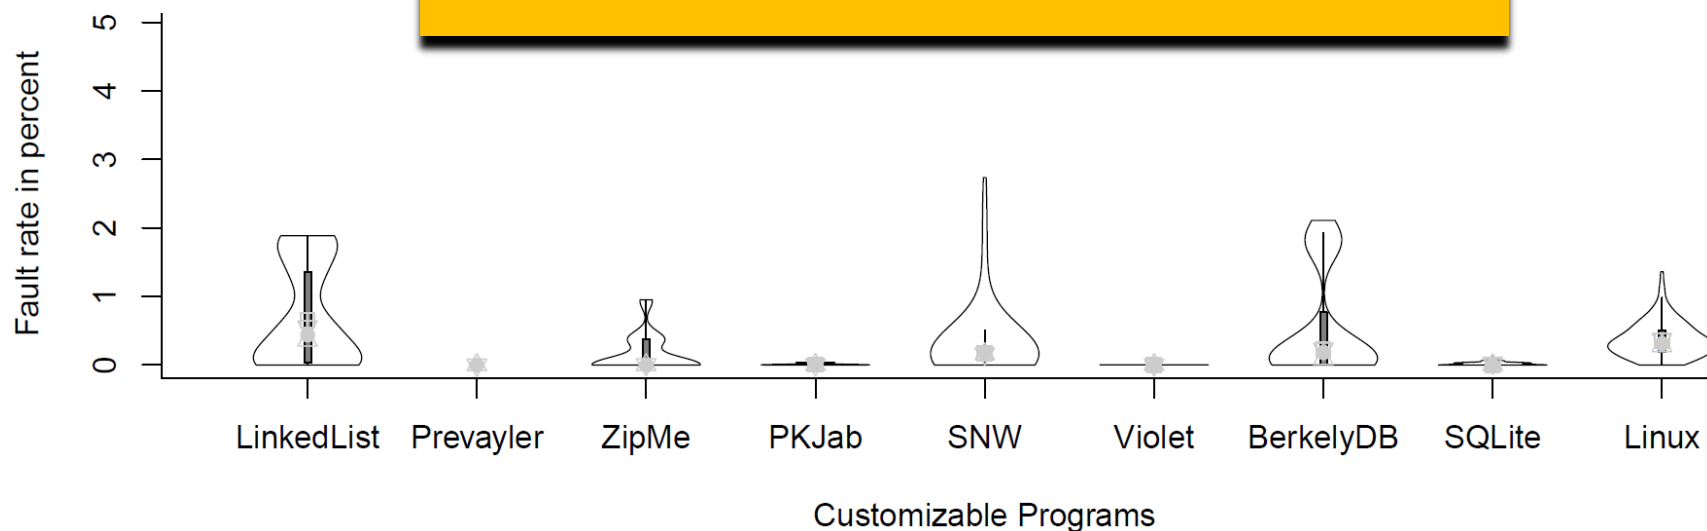 Fault rate in percent
5
4
3
2
1
0
LinkedList Prevayler ZipMe PKJab SNW Violet BerkelyDB SQLite Linux
Customizable Programs